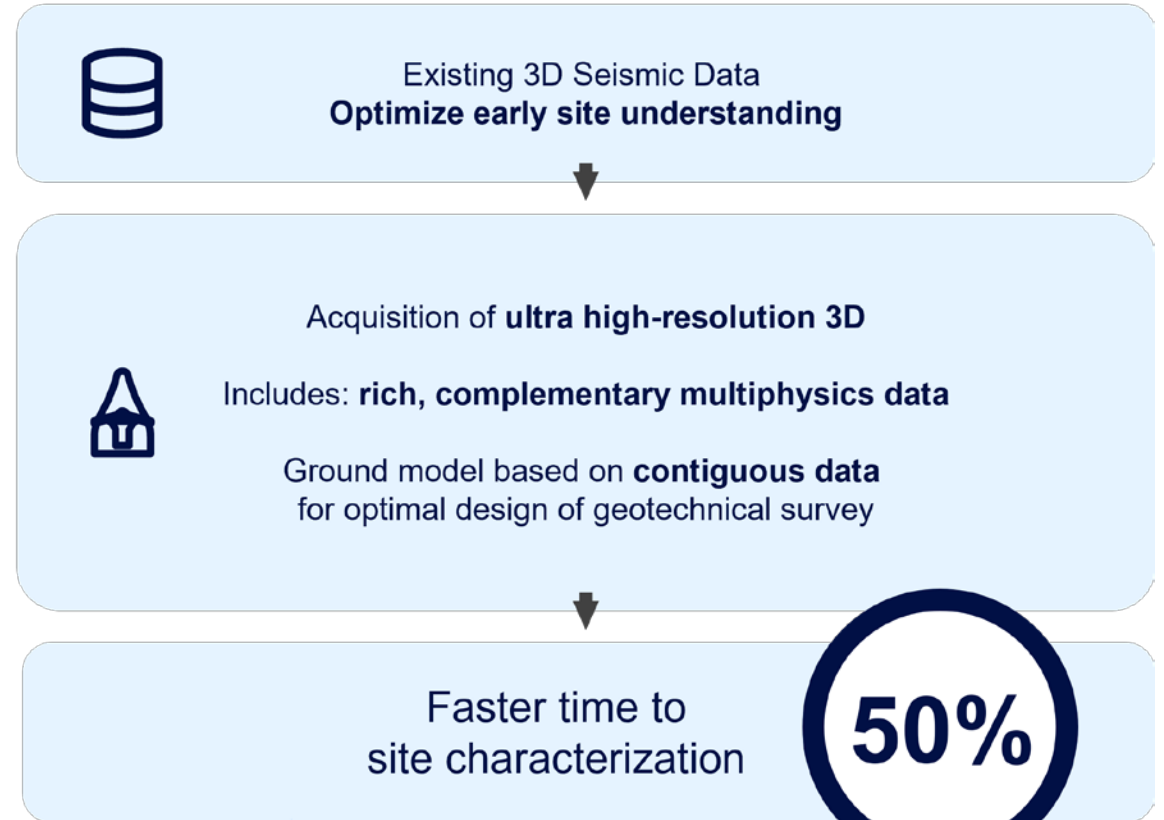 Existing 3D Seismic Data
Optimize early site understanding
Acquisition of ultra high-resolution 3D
Includes: rich, complementary multiphysics data
Ground model based on contiguous data
for optimal design of geotechnical survey
Faster time to
site characterization
50%